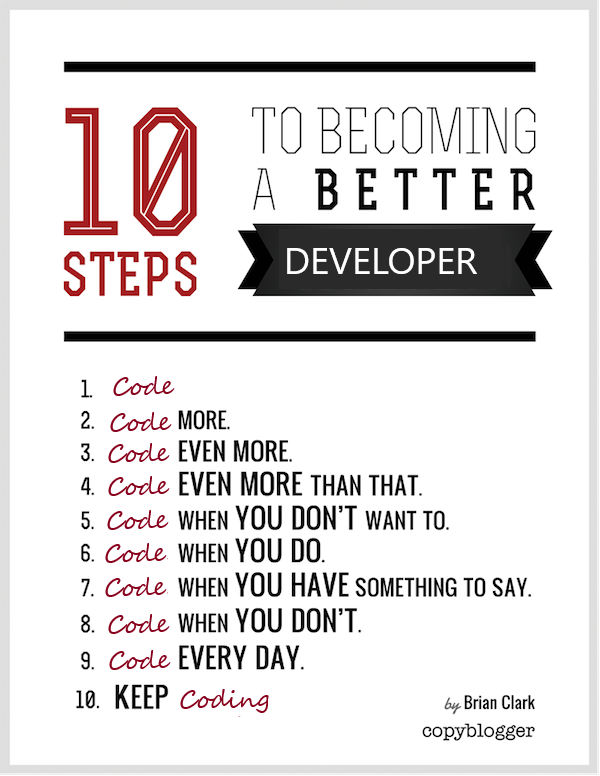 10 STEPS
TO BECOMING
A BETTER
DEVELOPER
1. Code
2. Code MORE.
3. Code EVEN MORE.
4. Code EVEN MORE THAN THAT.
5. Code WHEN YOU DON'T WANT TO.
6. Code WHEN YOU DO.
7. Code WHEN YOU HAVE SOMETHING TO SAY.
8. Code WHEN YOU DON'T.
9. Code EVERY DAY.
10. KEEP Coding
by Brian Clark
copyblogger